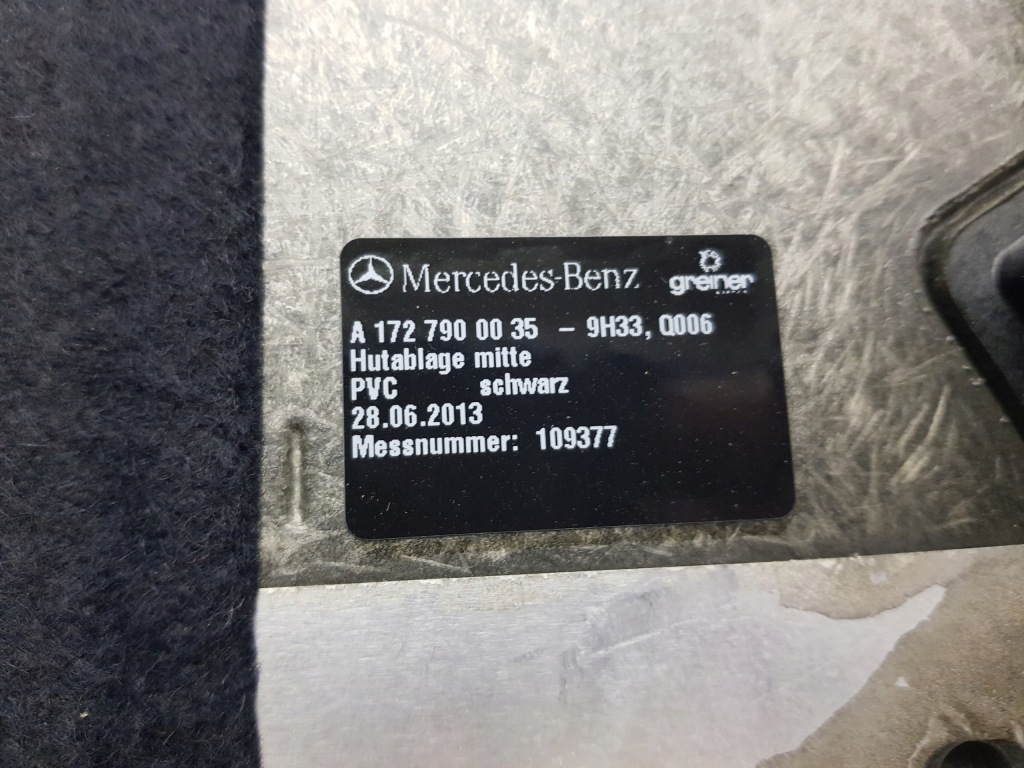 Mercedes-Benz greiner
A 172 790 00 35 - 9H33, Q006
Hutablage mitte
PVC schwarz
28.06.2013
Messnummer: 109377